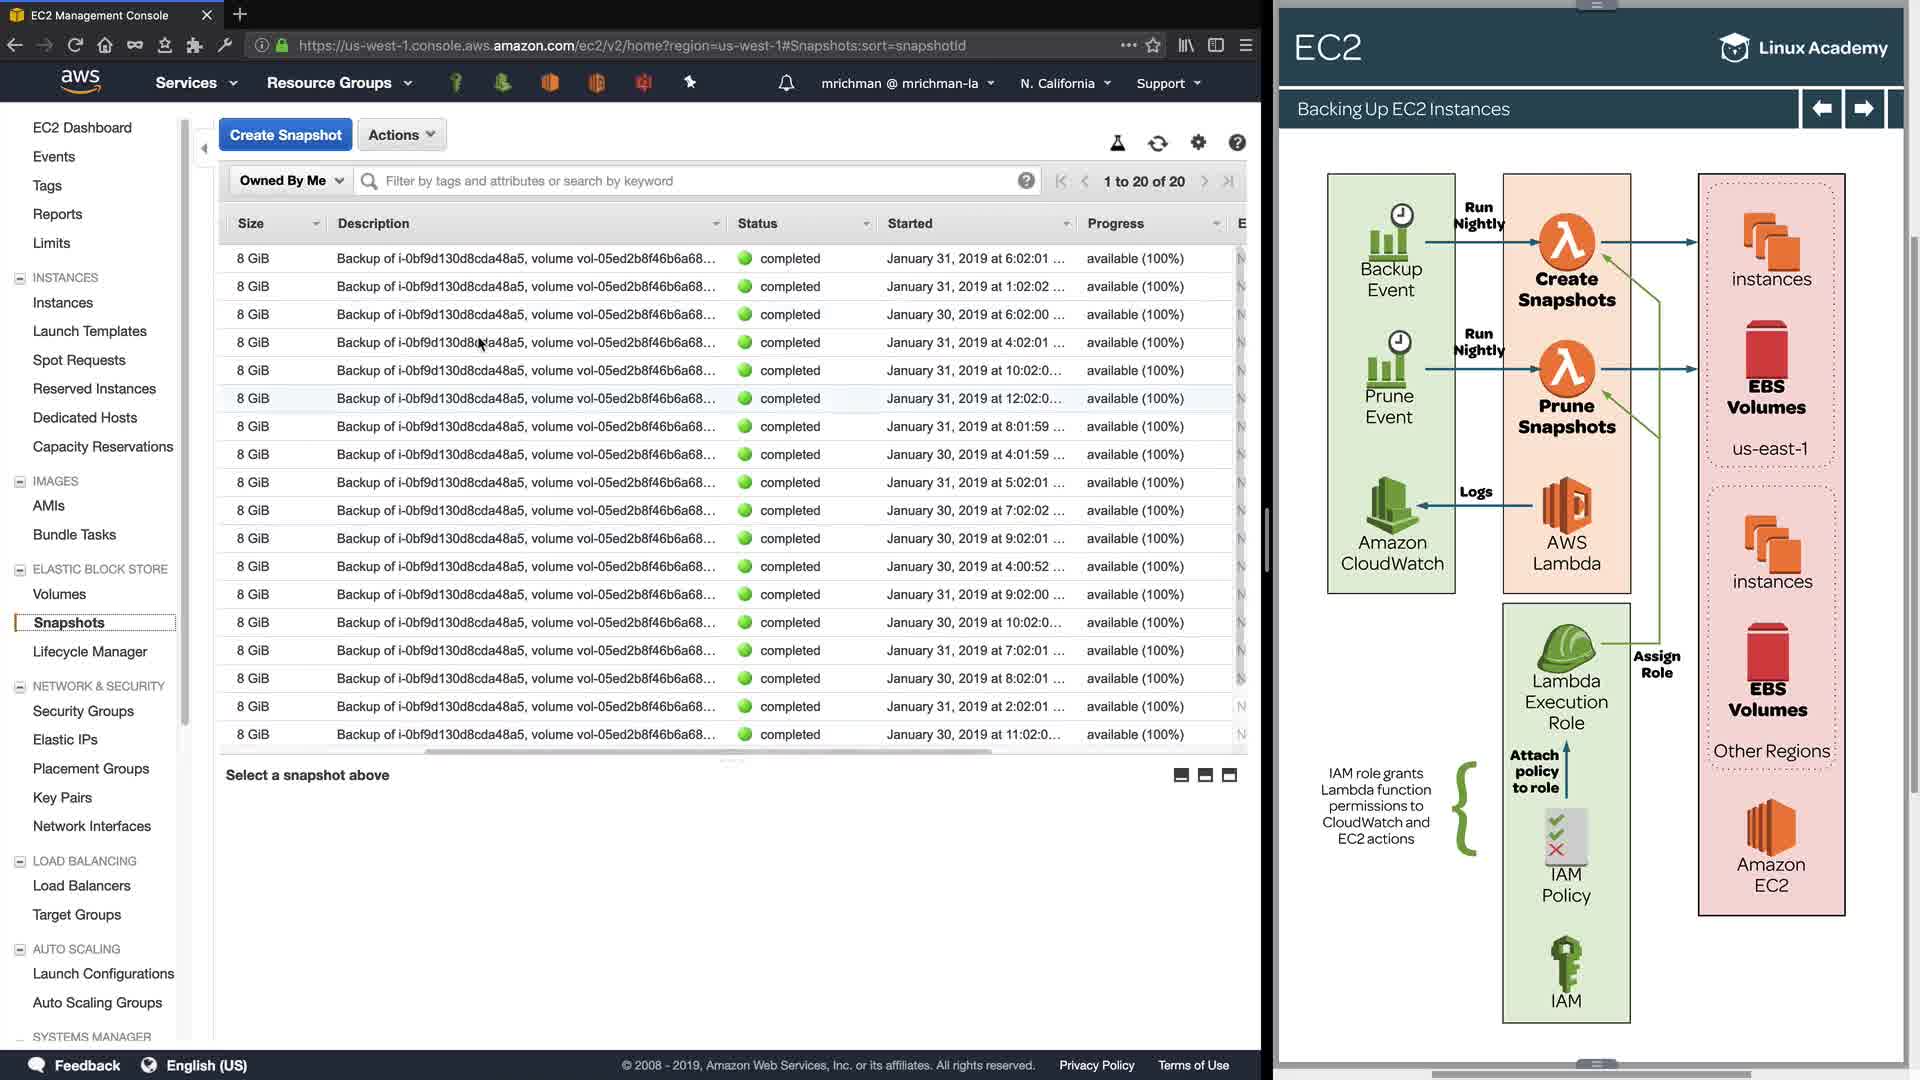 EC2 Management Console
https://us-west-1.console.aws.amazon.com/ec2/v2/home?region=us-west-1#Snapshots:sort=snapshotId
aws
Services
Resource Groups
mrichman @ mrichman-la
N. California
Support
EC2 Dashboard
Events
Tags
Reports
Limits
INSTANCES
Instances
Launch Templates
Spot Requests
Reserved Instances
Dedicated Hosts
Capacity Reservations
IMAGES
AMIs
Bundle Tasks
ELASTIC BLOCK STORE
Volumes
Snapshots
Lifecycle Manager
NETWORK & SECURITY
Security Groups
Elastic IPs
Placement Groups
Key Pairs
Network Interfaces
LOAD BALANCING
Load Balancers
Target Groups
AUTO SCALING
Launch Configurations
Auto Scaling Groups
SYSTEMS MANAGER
Create Snapshot
Actions
Owned By Me
Filter by tags and attributes or search by keyword
1 to 20 of 20
Size Description Status Started Progress E
8 GiB Backup of i-0bf9d130d8cda48a5, volume vol-05ed2b8f46b6a68... completed January 31, 2019 at 6:02:01 ... available (100%) N
8 GiB Backup of i-0bf9d130d8cda48a5, volume vol-05ed2b8f46b6a68... completed January 31, 2019 at 1:02:02 ... available (100%) N
8 GiB Backup of i-0bf9d130d8cda48a5, volume vol-05ed2b8f46b6a68... completed January 30, 2019 at 6:02:00 ... available (100%) N
8 GiB Backup of i-0bf9d130d8cda48a5, volume vol-05ed2b8f46b6a68... completed January 31, 2019 at 4:02:01 ... available (100%) N
8 GiB Backup of i-0bf9d130d8cda48a5, volume vol-05ed2b8f46b6a68... completed January 31, 2019 at 10:02:0... available (100%) N
8 GiB Backup of i-0bf9d130d8cda48a5, volume vol-05ed2b8f46b6a68... completed January 31, 2019 at 12:02:0... available (100%) N
8 GiB Backup of i-0bf9d130d8cda48a5, volume vol-05ed2b8f46b6a68... completed January 31, 2019 at 8:01:59 ... available (100%) N
8 GiB Backup of i-0bf9d130d8cda48a5, volume vol-05ed2b8f46b6a68... completed January 30, 2019 at 4:01:59 ... available (100%) N
8 GiB Backup of i-0bf9d130d8cda48a5, volume vol-05ed2b8f46b6a68... completed January 31, 2019 at 5:02:01 ... available (100%) N
8 GiB Backup of i-0bf9d130d8cda48a5, volume vol-05ed2b8f46b6a68... completed January 30, 2019 at 7:02:02 ... available (100%) N
8 GiB Backup of i-0bf9d130d8cda48a5, volume vol-05ed2b8f46b6a68... completed January 30, 2019 at 9:02:01 ... available (100%) N
8 GiB Backup of i-0bf9d130d8cda48a5, volume vol-05ed2b8f46b6a68... completed January 30, 2019 at 4:00:52 ... available (100%) N
8 GiB Backup of i-0bf9d130d8cda48a5, volume vol-05ed2b8f46b6a68... completed January 31, 2019 at 9:02:00 ... available (100%) N
8 GiB Backup of i-0bf9d130d8cda48a5, volume vol-05ed2b8f46b6a68... completed January 30, 2019 at 10:02:0... available (100%) N
8 GiB Backup of i-0bf9d130d8cda48a5, volume vol-05ed2b8f46b6a68... completed January 31, 2019 at 7:02:01 ... available (100%) N
8 GiB Backup of i-0bf9d130d8cda48a5, volume vol-05ed2b8f46b6a68... completed January 30, 2019 at 8:02:01 ... available (100%) N
8 GiB Backup of i-0bf9d130d8cda48a5, volume vol-05ed2b8f46b6a68... completed January 31, 2019 at 2:02:01 ... available (100%) N
8 GiB Backup of i-0bf9d130d8cda48a5, volume vol-05ed2b8f46b6a68... completed January 30, 2019 at 11:02:0... available (100%) N
Select a snapshot above
Feedback
English (US)
© 2008 - 2019, Amazon Web Services, Inc. or its affiliates. All rights reserved.
Privacy Policy
Terms of Use
EC2
Linux Academy
Backing Up EC2 Instances
Backup
Event
Run
Nightly
Create
Snapshots
instances
Prune
Event
Run
Nightly
Prune
Snapshots
EBS
Volumes
us-east-1
Amazon
CloudWatch
Logs
AWS
Lambda
instances
EBS
Volumes
Other Regions
Lambda
Execution
Role
Assign
Role
Attach
policy
to role
IAM role grants
Lambda function
permissions to
CloudWatch and
EC2 actions
IAM
Policy
IAM
Amazon
EC2